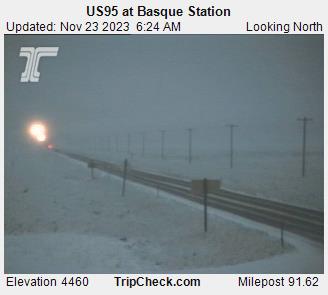 US95 at Basque Station
Updated: Nov 23 2023 6:24 AM Looking North
Elevation 4460 TripCheck.com Milepost 91.62